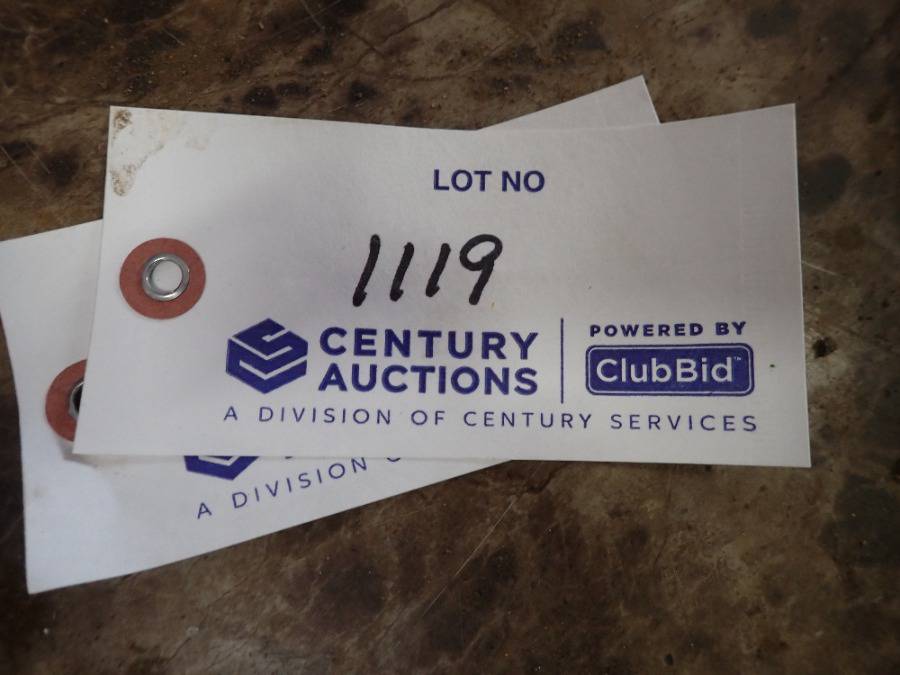 LOT NO
1119
CENTURY
AUCTIONS
POWERED BY
ClubBid™
A DIVISION OF CENTURY SERVICES
A DIVISION